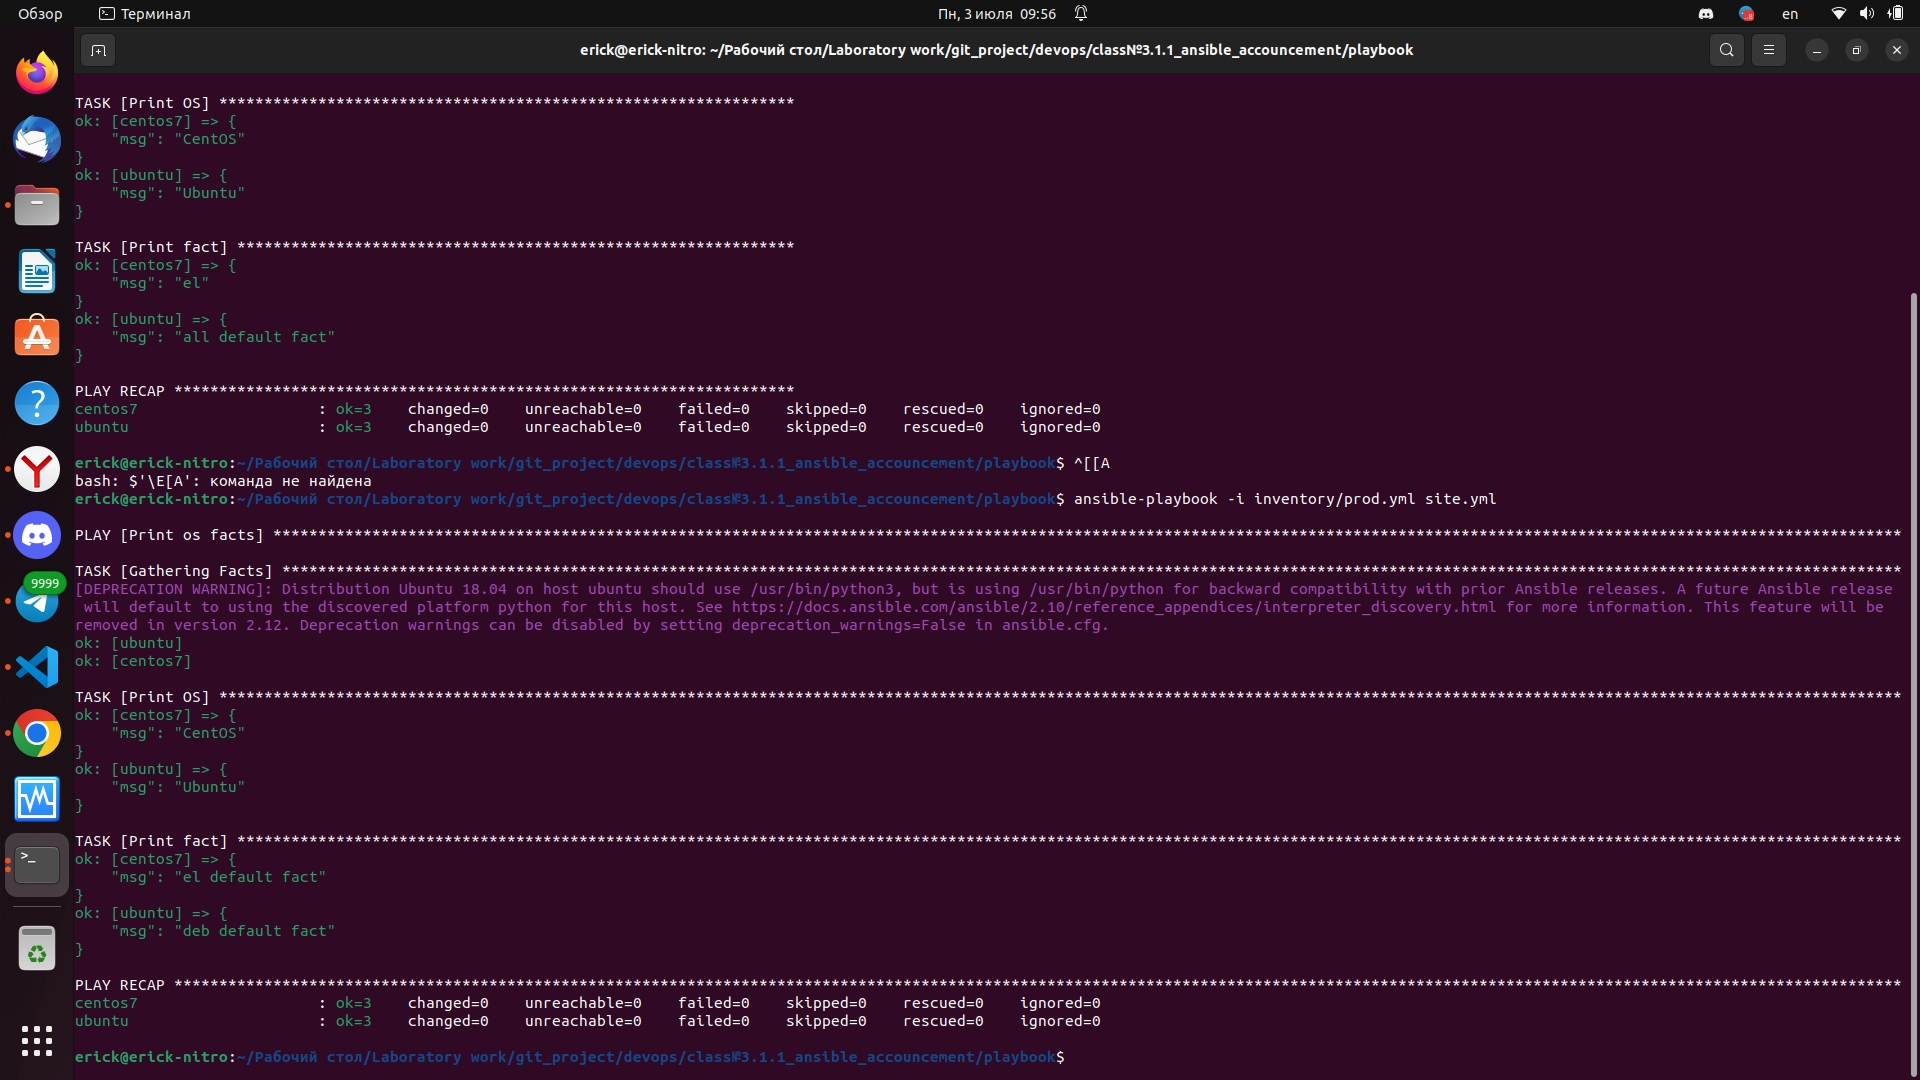 Обзор
Терминал
Пн, 3 июля 09:56
en
erick@erick-nitro: ~/Рабочий стол/Laboratory work/git_project/devops/class№3.1.1_ansible_accouncement/playbook
TASK [Print OS] ****************************************************************
ok: [centos7] => {
    "msg": "CentOS"
}
ok: [ubuntu] => {
    "msg": "Ubuntu"
}
TASK [Print fact] **************************************************************
ok: [centos7] => {
    "msg": "el"
}
ok: [ubuntu] => {
    "msg": "all default fact"
}
PLAY RECAP *********************************************************************
centos7                    : ok=3    changed=0    unreachable=0    failed=0    skipped=0    rescued=0    ignored=0
ubuntu                     : ok=3    changed=0    unreachable=0    failed=0    skipped=0    rescued=0    ignored=0
erick@erick-nitro:~/Рабочий стол/Laboratory work/git_project/devops/class№3.1.1_ansible_accouncement/playbook$ ^[[A
bash: $'\E[A': команда не найдена
erick@erick-nitro:~/Рабочий стол/Laboratory work/git_project/devops/class№3.1.1_ansible_accouncement/playbook$ ansible-playbook -i inventory/prod.yml site.yml
PLAY [Print os facts] *************************************************************************************************************************************************************************************
TASK [Gathering Facts] ************************************************************************************************************************************************************************************
[DEPRECATION WARNING]: Distribution Ubuntu 18.04 on host ubuntu should use /usr/bin/python3, but is using /usr/bin/python for backward compatibility with prior Ansible releases. A future Ansible release
 will default to using the discovered platform python for this host. See https://docs.ansible.com/ansible/2.10/reference_appendices/interpreter_discovery.html for more information. This feature will be
removed in version 2.12. Deprecation warnings can be disabled by setting deprecation_warnings=False in ansible.cfg.
ok: [ubuntu]
ok: [centos7]
TASK [Print OS] *******************************************************************************************************************************************************************************************
ok: [centos7] => {
    "msg": "CentOS"
}
ok: [ubuntu] => {
    "msg": "Ubuntu"
}
TASK [Print fact] *****************************************************************************************************************************************************************************************
ok: [centos7] => {
    "msg": "el default fact"
}
ok: [ubuntu] => {
    "msg": "deb default fact"
}
PLAY RECAP ************************************************************************************************************************************************************************************************
centos7                    : ok=3    changed=0    unreachable=0    failed=0    skipped=0    rescued=0    ignored=0
ubuntu                     : ok=3    changed=0    unreachable=0    failed=0    skipped=0    rescued=0    ignored=0
erick@erick-nitro:~/Рабочий стол/Laboratory work/git_project/devops/class№3.1.1_ansible_accouncement/playbook$
9999